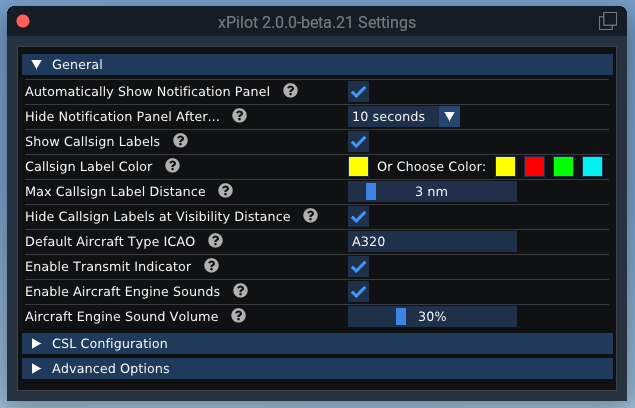 xPilot 2.0.0-beta.21 Settings
General
Automatically Show Notification Panel ?
Hide Notification Panel After... ? 10 seconds
Show Callsign Labels ?
Callsign Label Color ? Or Choose Color:
Max Callsign Label Distance ? 3 nm
Hide Callsign Labels at Visibility Distance ?
Default Aircraft Type ICAO ? A320
Enable Transmit Indicator ?
Enable Aircraft Engine Sounds ?
Aircraft Engine Sound Volume ? 30%
CSL Configuration
Advanced Options